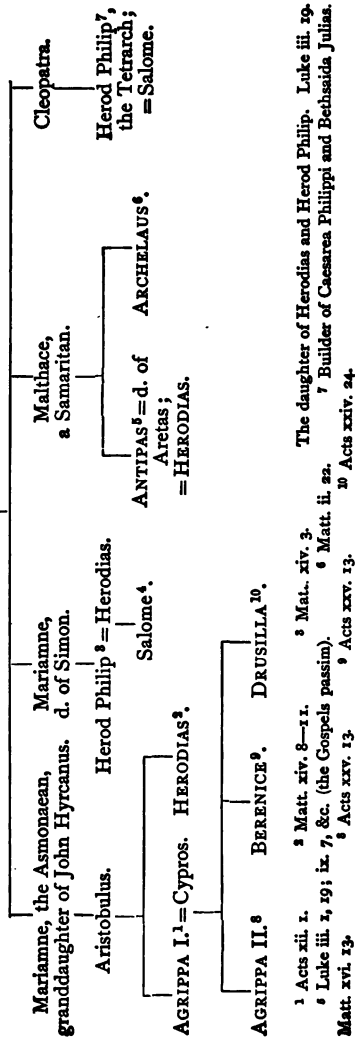 Mariamne, the Asmonaean, Mariamne, Malthace, Cleopatra.
granddaughter of John Hyrcanus. d. of Simon. a Samaritan.
Aristobulus. Herod Philip³=Herodias. ANTIPAS⁵=d. of ARCHELAUS⁶. Herod Philip⁷,
Aretas; the Tetrarch;
Salome⁴. =HERODIAS. =Salome.
AGRIPPA I.¹=Cypros. HERODIAS².
AGRIPPA II.⁸ BERENICE⁹. DRUSILLA¹⁰.
¹ Acts xii. 1. ² Matt. xiv. 8—11. ³ Mat.. xiv. 3. The daughter of Herodias and Herod Philip. Luke iii. 19.
⁵ Luke iii. 1, 19; ix. 7, &c. (the Gospels passim). ⁶ Matt. ii. 22. ⁷ Builder of Caesarea Philippi and Bethsaida Julias.
Matt. xvi. 13. ⁸ Acts xxv. 13. ⁹ Acts xxv. 13. ¹⁰ Acts xxiv. 24.